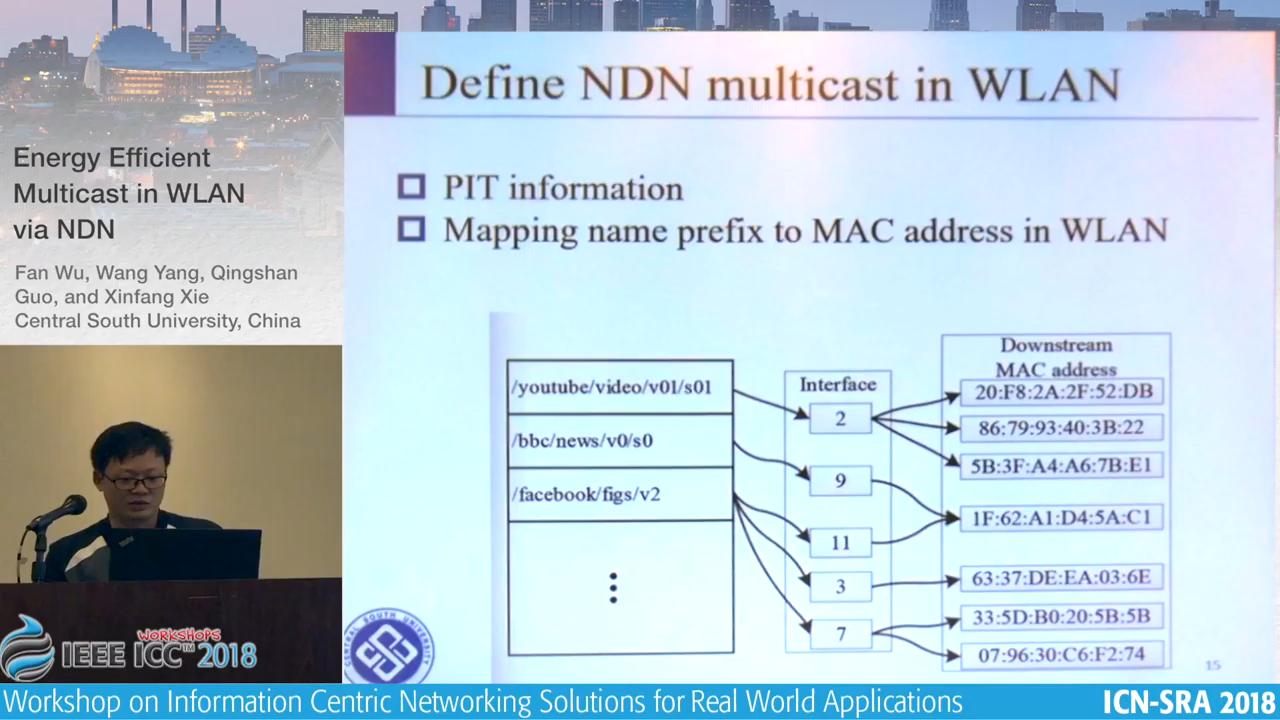 Energy Efficient
Multicast in WLAN
via NDN
Fan Wu, Wang Yang, Qingshan
Guo, and Xinfang Xie
Central South University, China
Define NDN multicast in WLAN
PIT information
Mapping name prefix to MAC address in WLAN
/youtube/video/v01/s01
/bbc/news/v0/s0
/facebook/figs/v2
Interface
2
9
11
3
7
Downstream
MAC address
20:F8:2A:2F:52:DB
86:79:93:40:3B:22
5B:3F:A4:A6:7B:E1
1F:62:A1:D4:5A:C1
63:37:DE:EA:03:6E
33:5D:B0:20:5B:5B
07:96:30:C6:F2:74
CENTRAL SOUTH UNIVERSITY
15
WORKSHOPS
IEEE ICC™ 2018
Workshop on Information Centric Networking Solutions for Real World Applications
ICN-SRA 2018